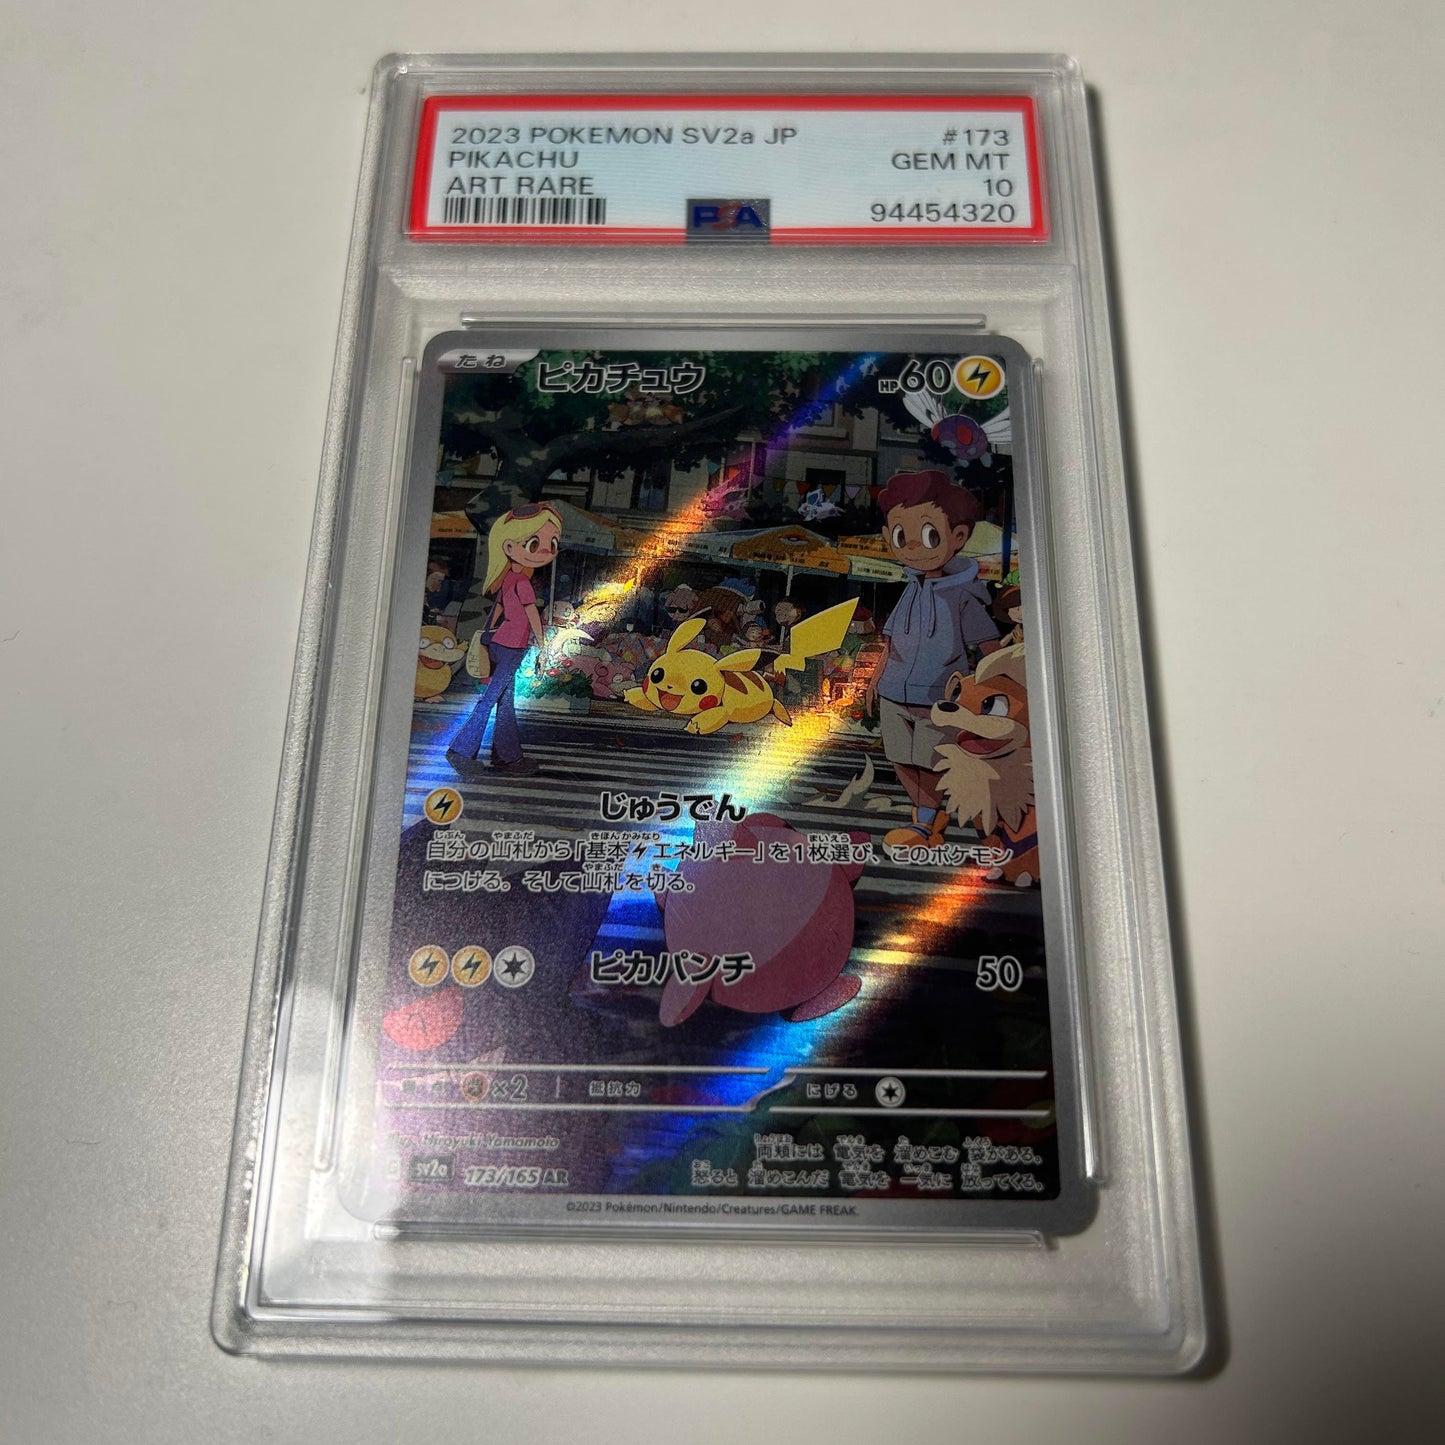 2023 POKEMON SV2a JP #173
PIKACHU GEM MT
ART RARE 10
PSA 94454320
たね ピカチュウ HP60
じゅうでん
自分の山札から「基本エネルギー」を1枚選び、このポケモン
につける。そして山札を切る。
ピカパンチ 50
×2 抵抗力 にげる
Hiroyuki Yamamoto
sv2a 173/165 AR
両頬には 電気を 溜めこむ 袋がある。
怒ると 溜めこんだ 電気を 一気に 放ってくる。
©2023 Pokémon/Nintendo/Creatures/GAME FREAK.